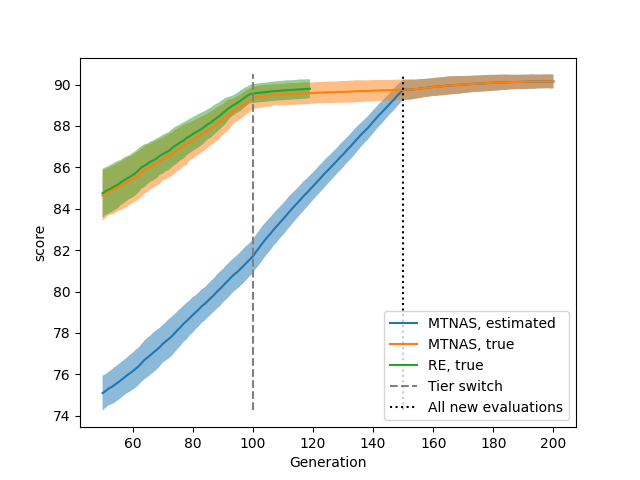 90
88
86
84
82
80
78
76
74
score
60
80
100
120
140
160
180
200
Generation
MTNAS, estimated
MTNAS, true
RE, true
Tier switch
All new evaluations